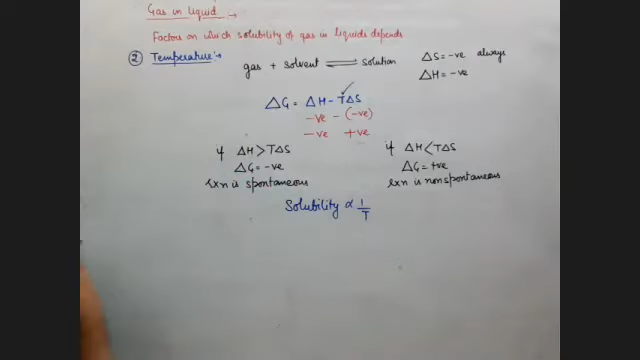 Gas in liquid :-
Factors on which solubility of gas in liquids depends
② Temperature :-
gas + solvent ⇌ solution ΔS = -ve always
ΔH = -ve
ΔG = ΔH - TΔS
-ve - (-ve)
-ve +ve
if ΔH > TΔS if ΔH < TΔS
ΔG = -ve ΔG = +ve
rxn is spontaneous rxn is nonspontaneous
Solubility ∝ 1/T